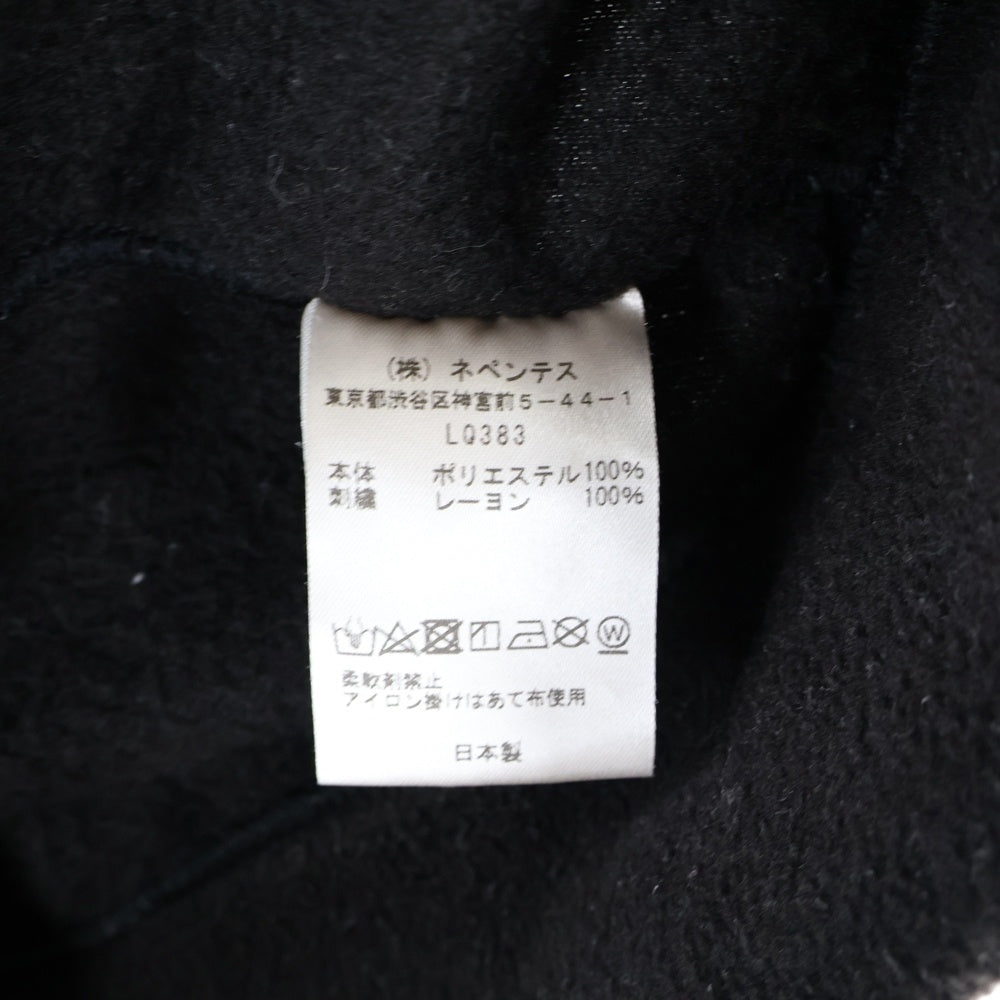 (株) ネペンテス
東京都渋谷区神宮前5-44-1
LQ383
本体 ポリエステル100%
刺繍 レーヨン 100%
W
柔軟剤禁止
アイロン掛けはあて布使用
日本製